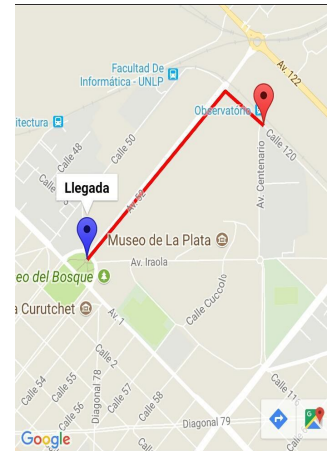 Facultad De
Informática - UNLP
Av. 122
Observatorio
itectura
Calle 50
Calle 48
Calle 120
Calle
Llegada
Av. 52
Av. Centenario
Museo de La Plata
Av. Iraola
eo del Bosque
Calle Cuccolo
a Curutchet
Av. 1
Calle 2
Calle 54
Calle 55
Diagonal 78
Calle 57
Calle 56
Calle 58
Calle 11
Diagonal 79
Google